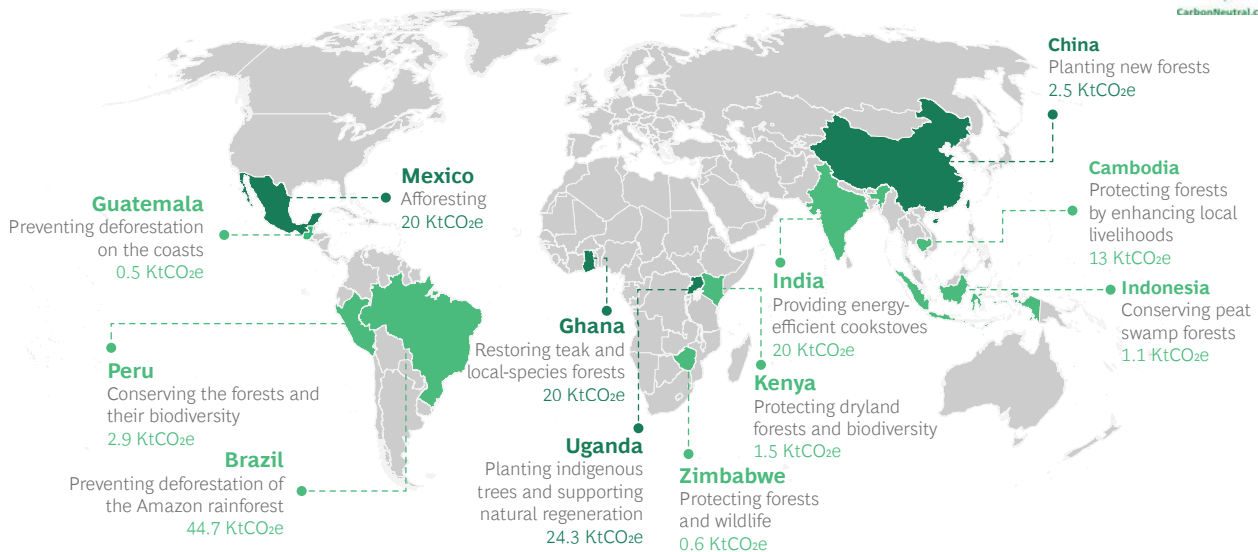 CarbonNeutral.c
China
Planting new forests
2.5 KtCO₂e
Mexico
Afforesting
20 KtCO₂e
Cambodia
Protecting forests
by enhancing local
livelihoods
13 KtCO₂e
Guatemala
Preventing deforestation
on the coasts
0.5 KtCO₂e
India
Providing energy-
efficient cookstoves
20 KtCO₂e
Indonesia
Conserving peat
swamp forests
1.1 KtCO₂e
Ghana
Restoring teak and
local-species forests
20 KtCO₂e
Peru
Conserving the forests and
their biodiversity
2.9 KtCO₂e
Kenya
Protecting dryland
forests and biodiversity
1.5 KtCO₂e
Uganda
Planting indigenous
trees and supporting
natural regeneration
24.3 KtCO₂e
Brazil
Preventing deforestation of
the Amazon rainforest
44.7 KtCO₂e
Zimbabwe
Protecting forests
and wildlife
0.6 KtCO₂e